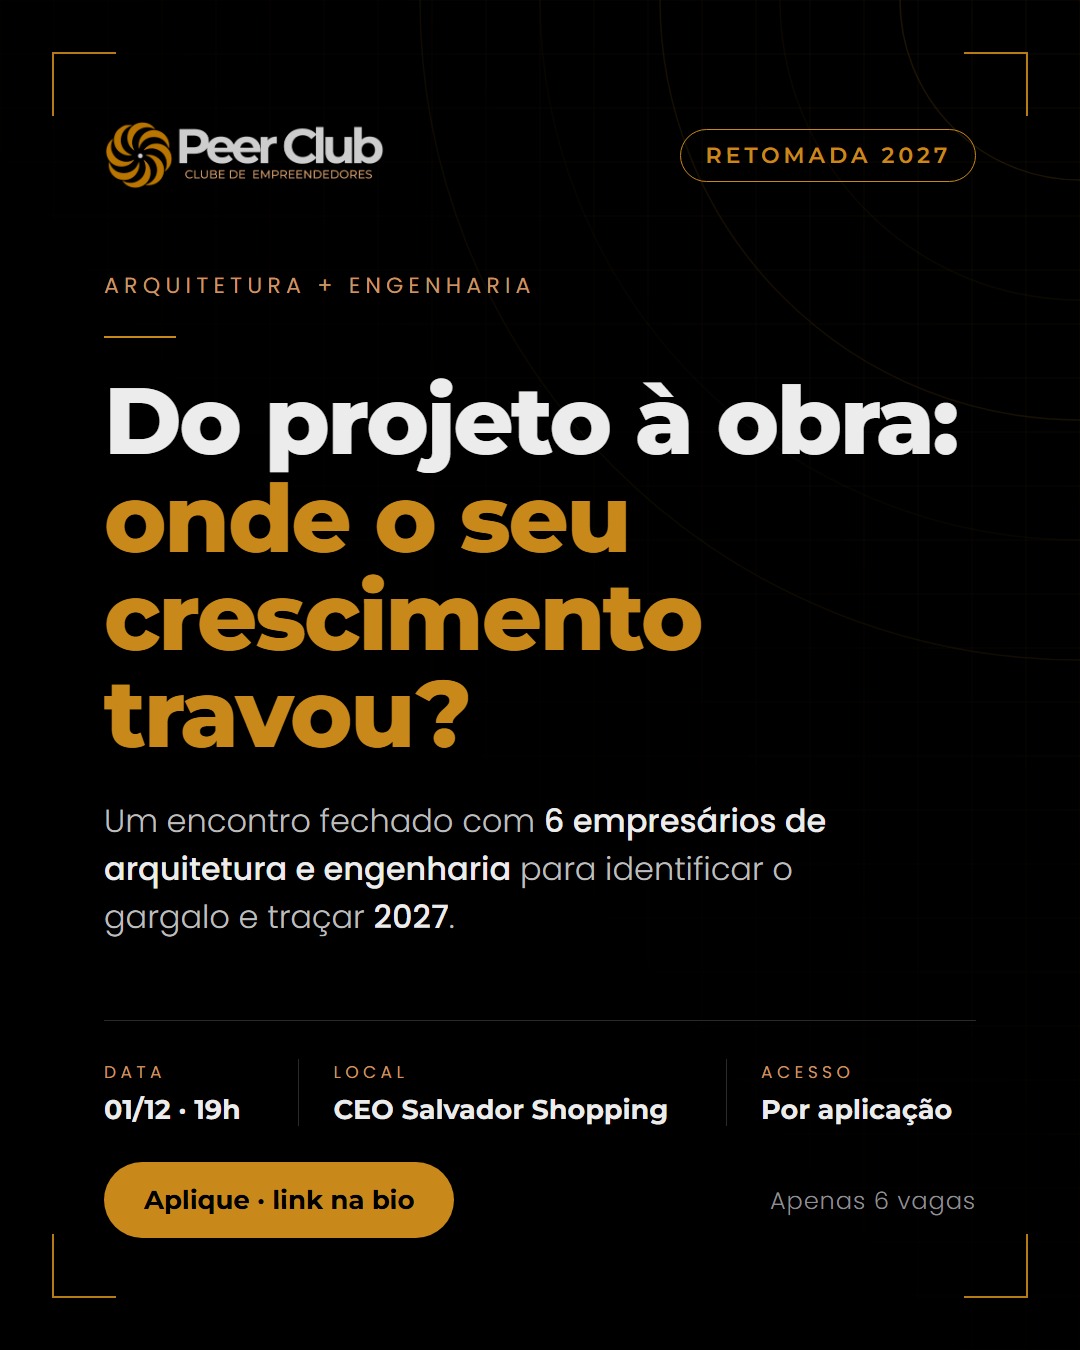 Peer Club
CLUBE DE EMPREENDEDORES
RETOMADA 2027
ARQUITETURA + ENGENHARIA
Do projeto à obra:
onde o seu
crescimento
travou?
Um encontro fechado com 6 empresários de
arquitetura e engenharia para identificar o
gargalo e traçar 2027.
DATA
01/12 · 19h
LOCAL
CEO Salvador Shopping
ACESSO
Por aplicação
Aplique · link na bio
Apenas 6 vagas